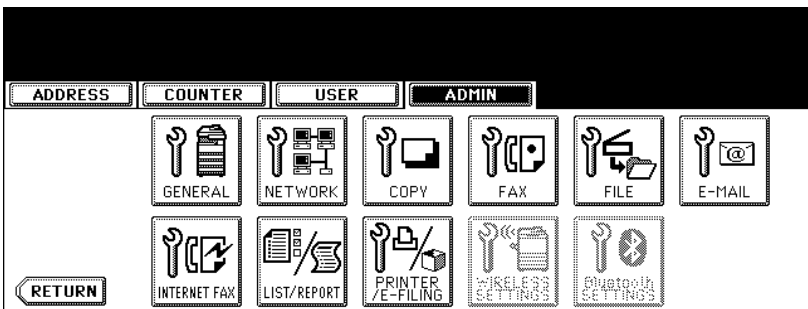 ADDRESS
COUNTER
USER
ADMIN
GENERAL
NETWORK
COPY
FAX
FILE
E-MAIL
INTERNET FAX
LIST/REPORT
PRINTER
/E-FILING
WIRELESS
SETTINGS
Bluetooth
SETTINGS
RETURN